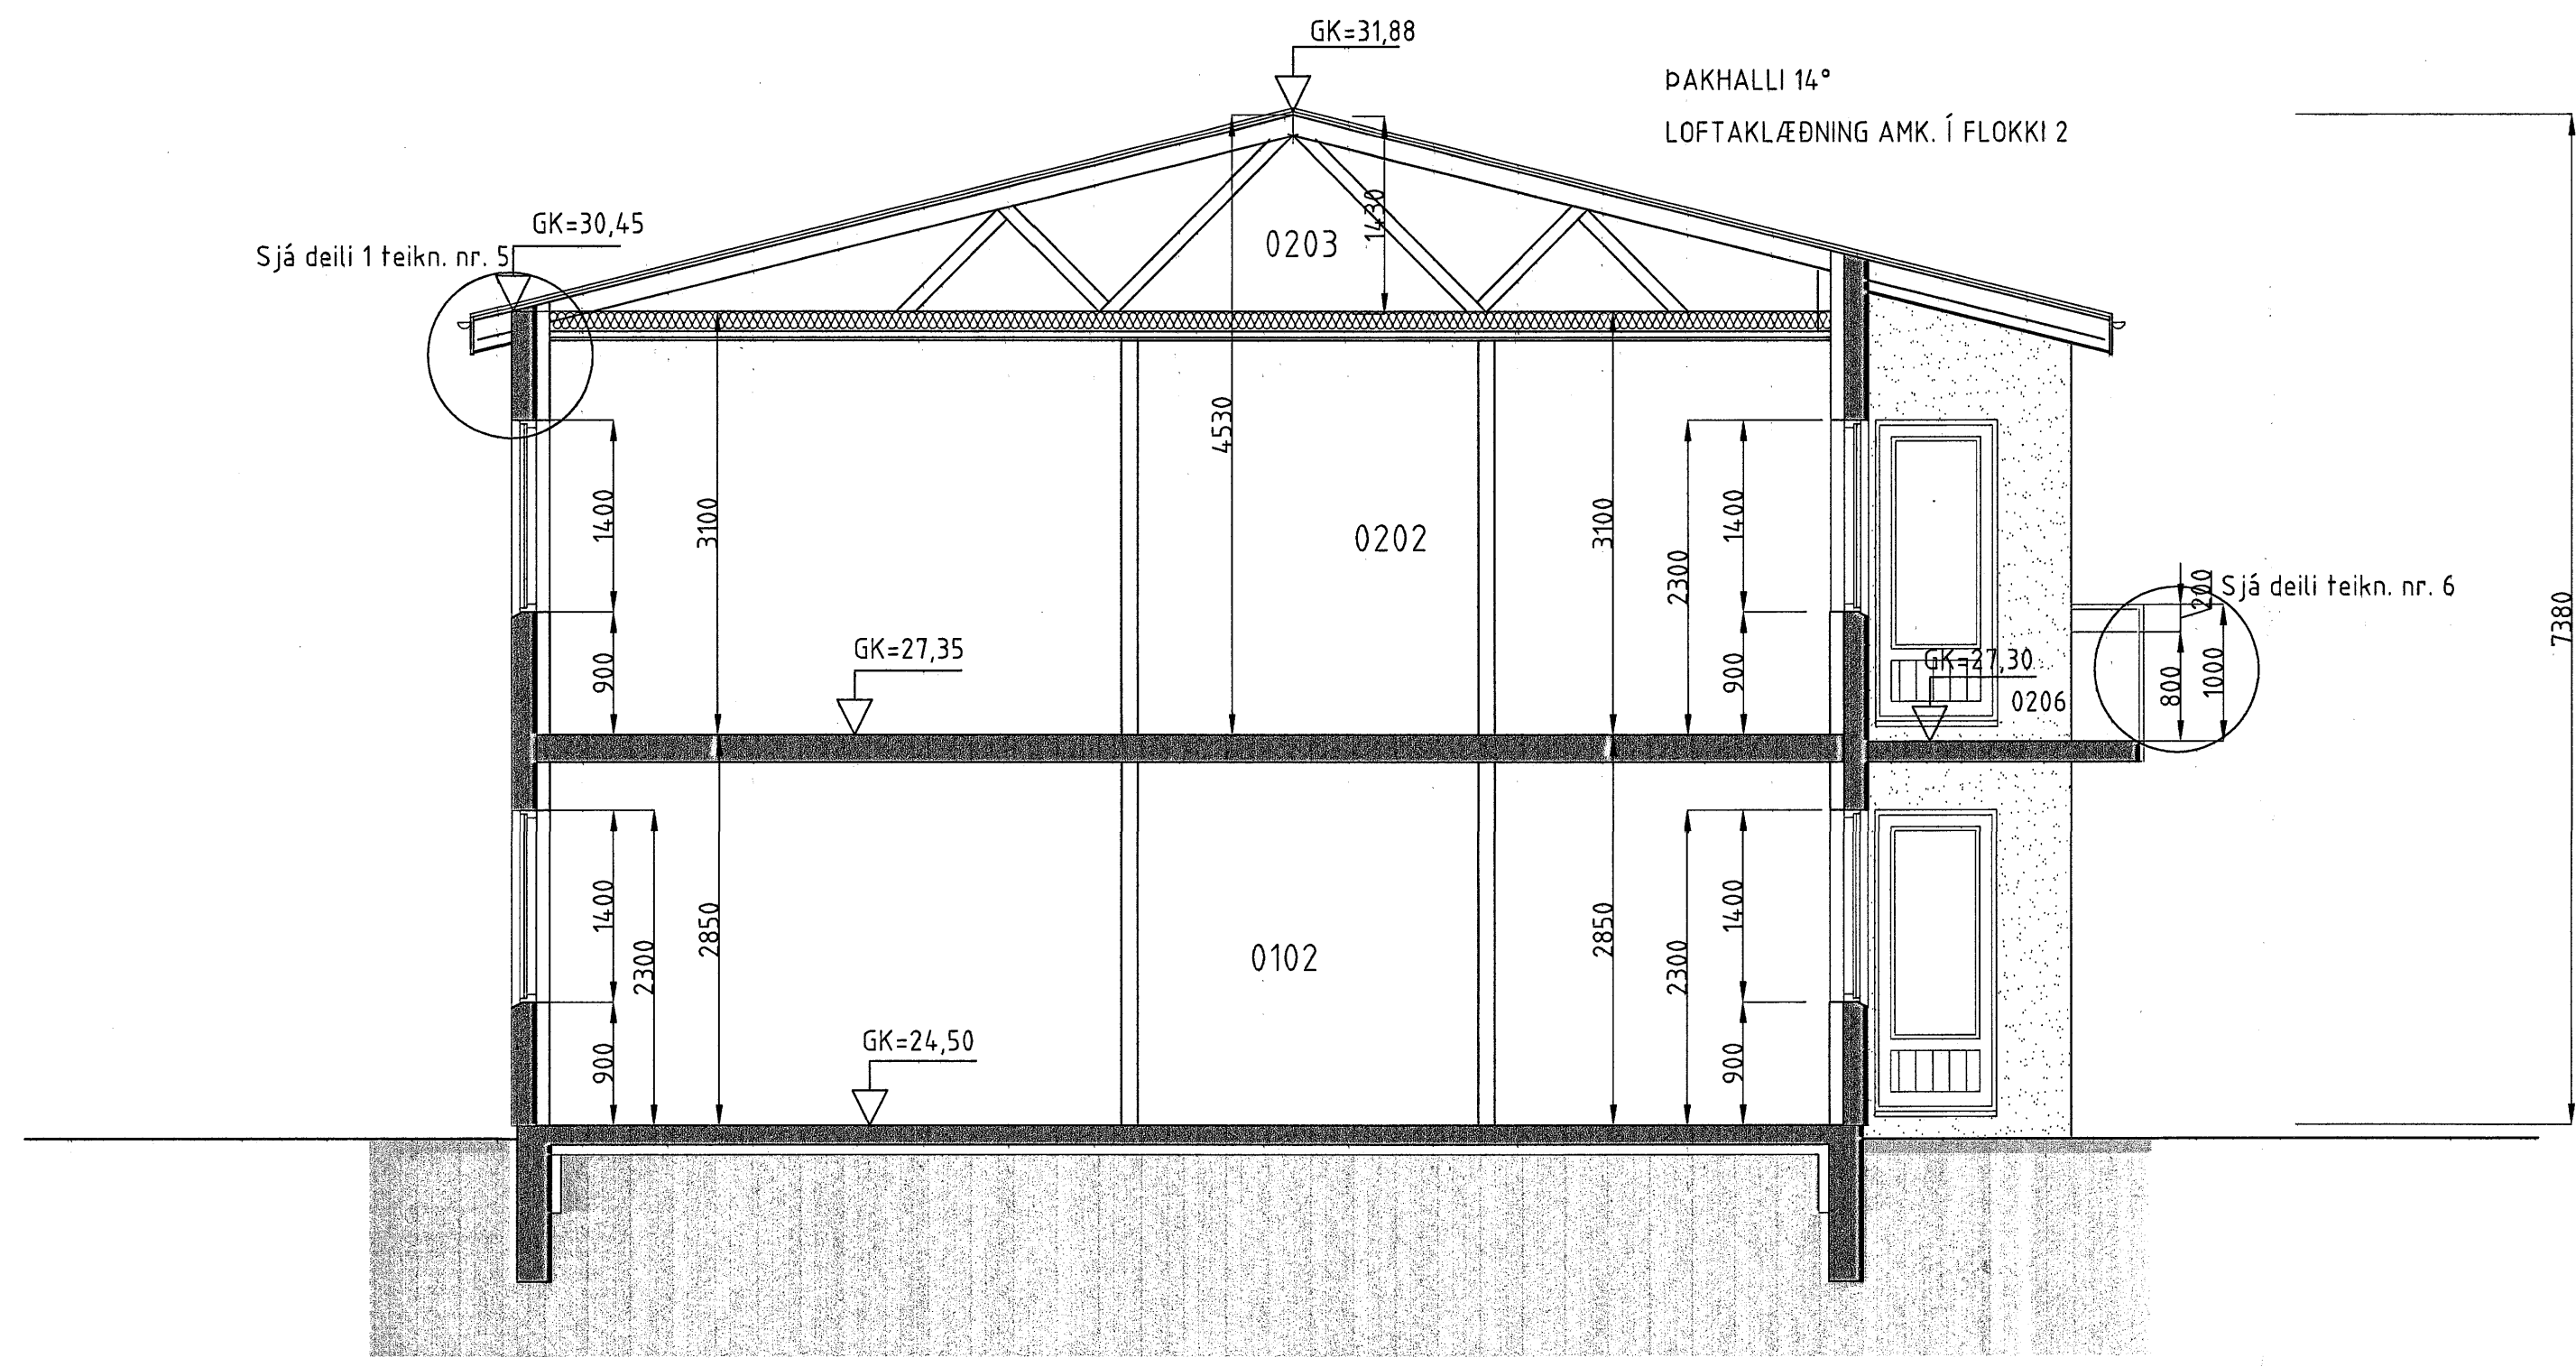 GK=31,88
ÞAKHALLI 14°
LOFTAKLÆÐNING AMK. Í FLOKKI 2
GK=30,45
Sjá deili 1 teikn. nr. 5
0203
1430
4530
1400
3100
0202
3100
2300
1400
200
Sjá deili teikn. nr. 6
7380
900
GK=27,35
900
GK=27,30
0206
800
1000
1400
2300
2850
0102
2850
2300
1400
900
GK=24,50
900